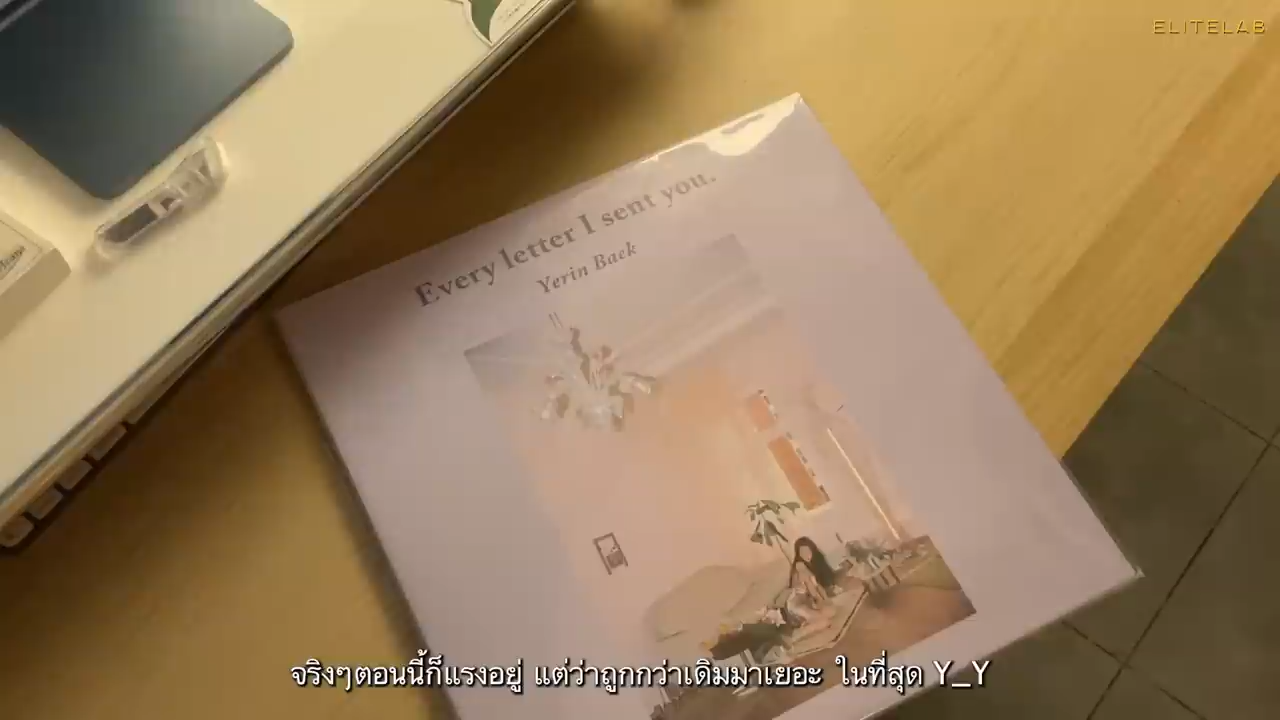 ELITELAB
Every letter I sent you.
Yerin Baek
จริงๆตอนนี้ก็แรงอยู่ แต่ว่าถูกกว่าเดิมมาเยอะ ในที่สุด Y_Y